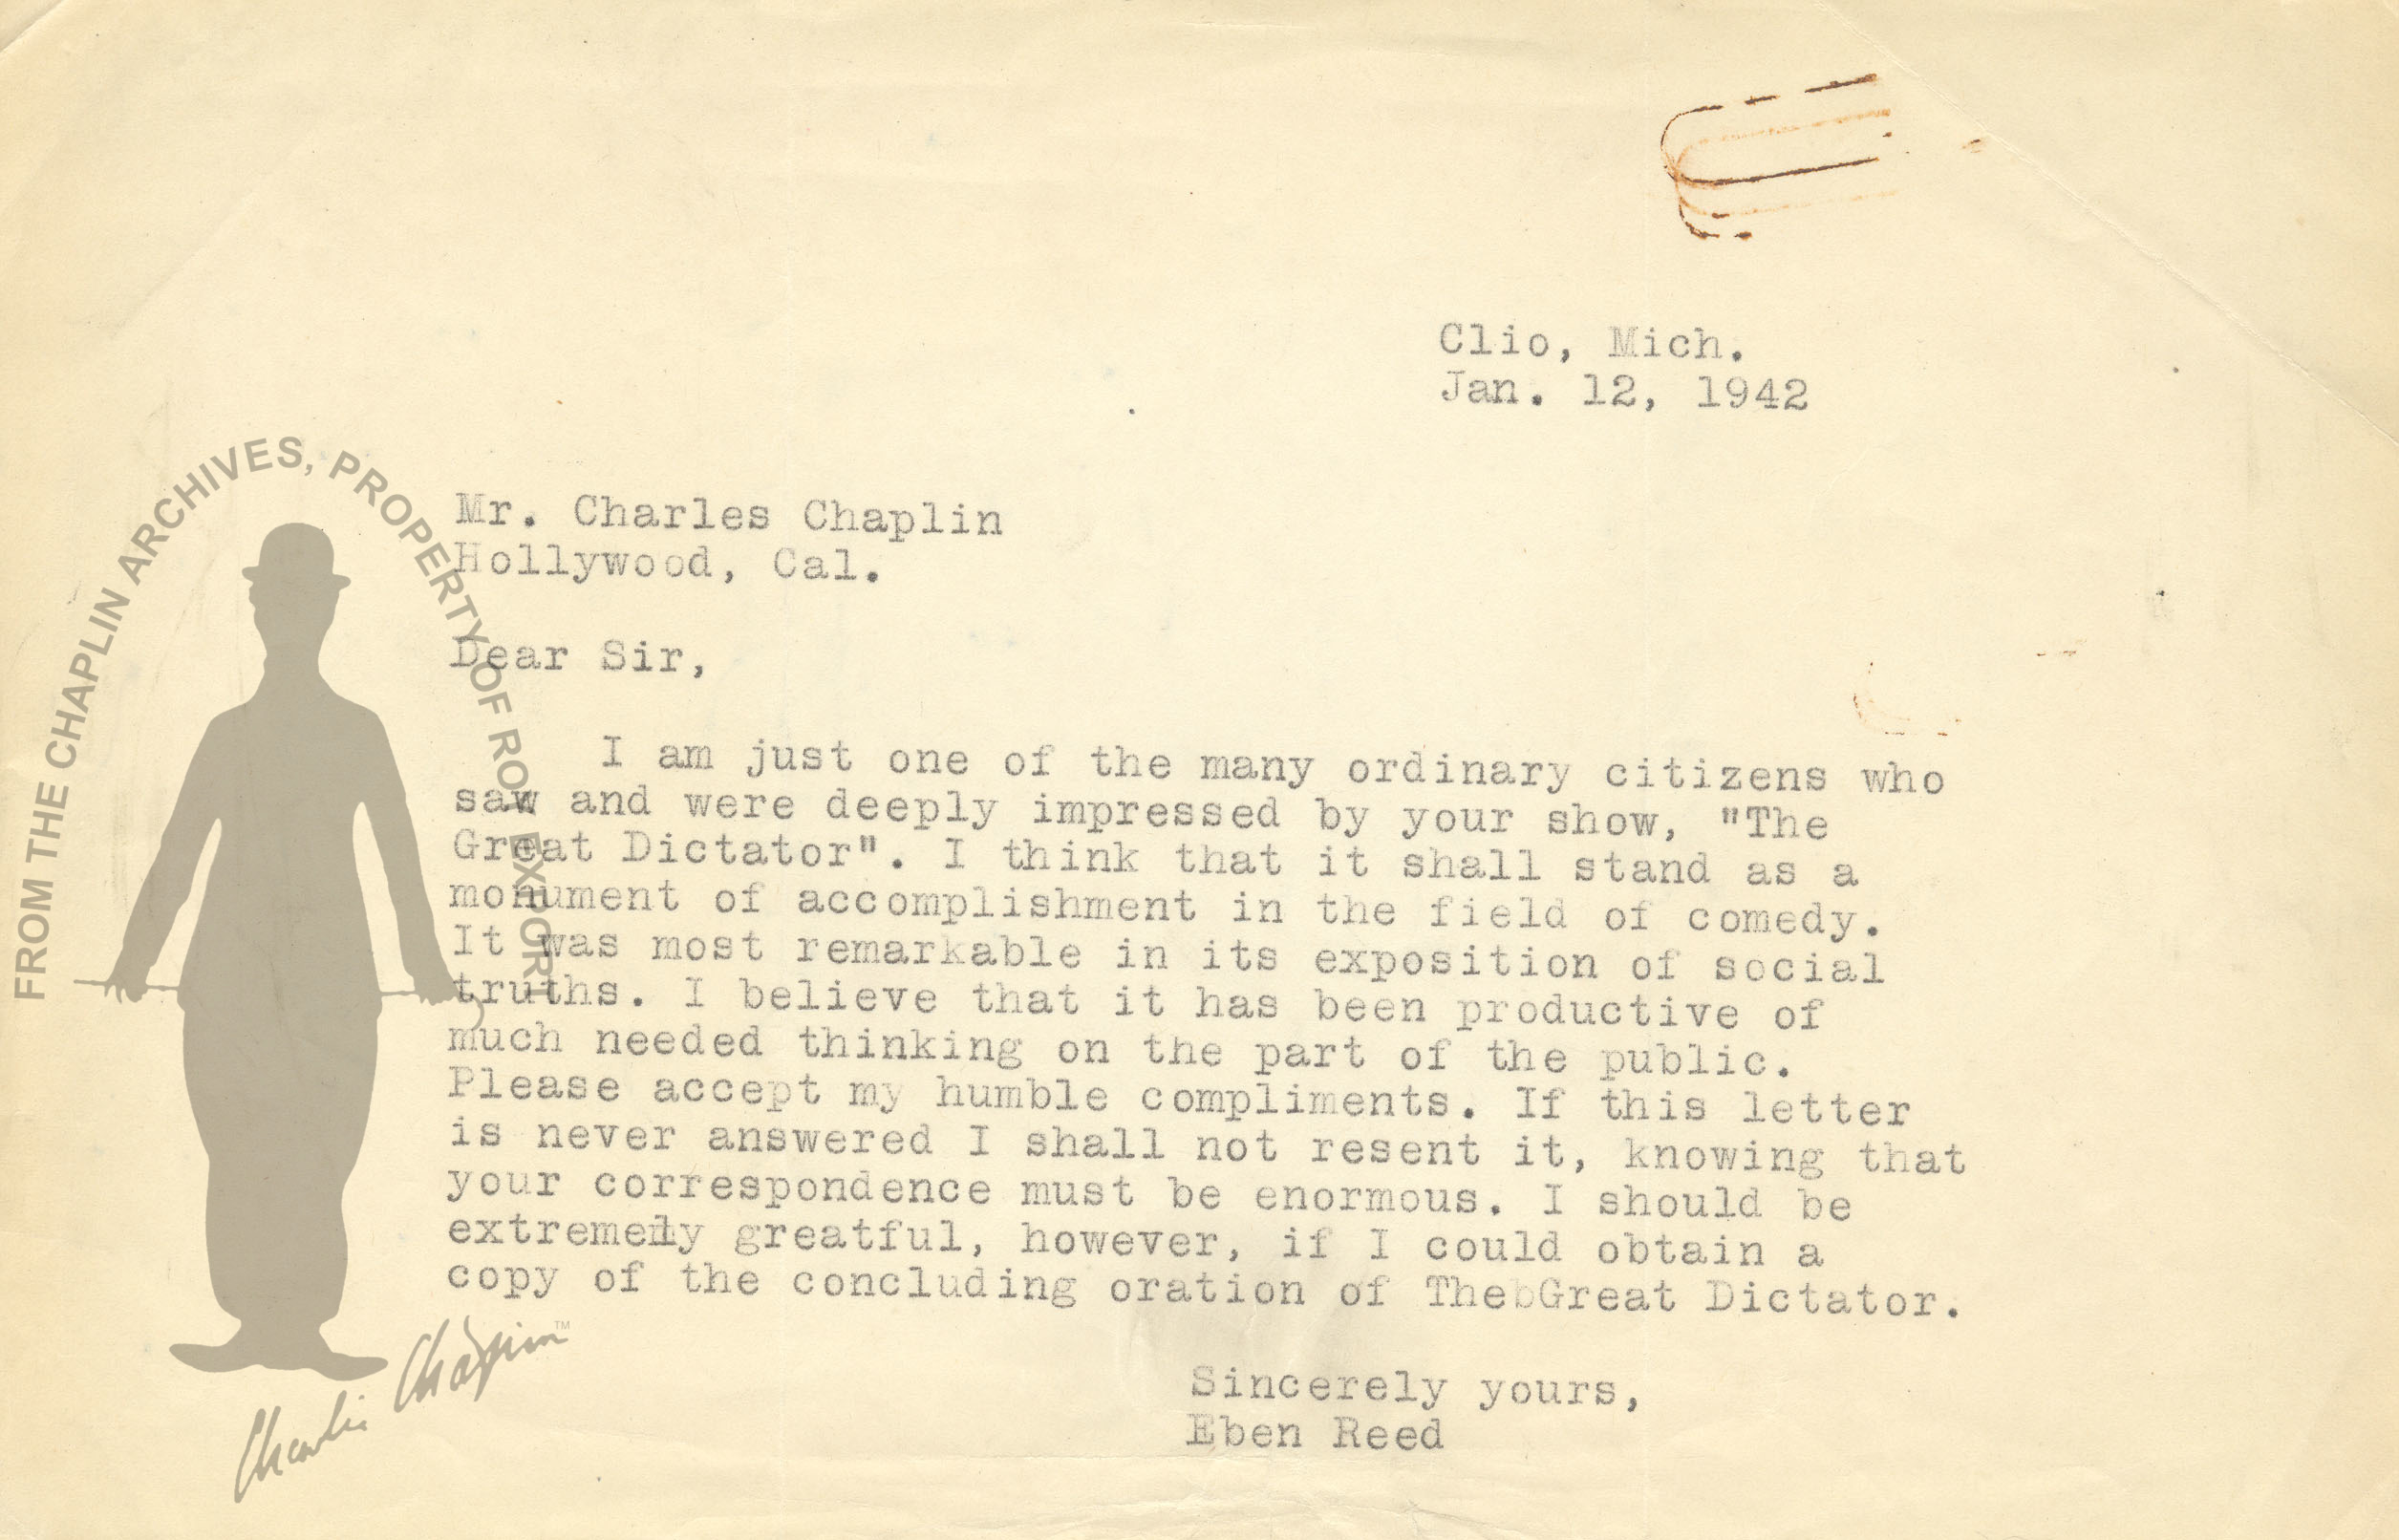 Clio, Mich.
Jan. 12, 1942
FROM THE CHAPLIN ARCHIVES, PROPERTY OF ROY EXPORT
Mr. Charles Chaplin
Hollywood, Cal.
Dear Sir,
I am just one of the many ordinary citizens who
saw and were deeply impressed by your show, "The
Great Dictator". I think that it shall stand as a
monument of accomplishment in the field of comedy.
It was most remarkable in its exposition of social
truths. I believe that it has been productive of
much needed thinking on the part of the public.
Please accept my humble compliments. If this letter
is never answered I shall not resent it, knowing that
your correspondence must be enormous. I should be
extremely greatful, however, if I could obtain a
copy of the concluding oration of ThebGreat Dictator.
Sincerely yours,
Eben Reed
Charlie Chaplin™